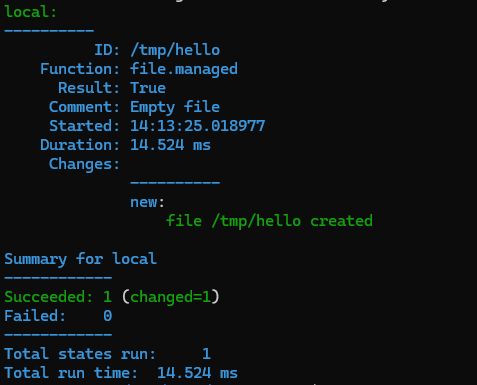 local:
----------
          ID: /tmp/hello
    Function: file.managed
      Result: True
     Comment: Empty file
     Started: 14:13:25.018977
    Duration: 14.524 ms
     Changes:
              ----------
              new:
                  file /tmp/hello created

Summary for local
------------
Succeeded: 1 (changed=1)
Failed:    0
------------
Total states run:     1
Total run time:  14.524 ms